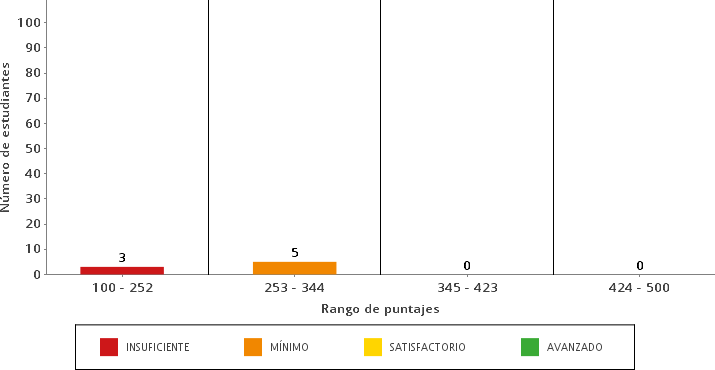 100
90
80
70
60
50
40
30
20
10
0
Número de estudiantes
3
5
0
0
100 - 252
253 - 344
345 - 423
424 - 500
Rango de puntajes
INSUFICIENTE
MÍNIMO
SATISFACTORIO
AVANZADO